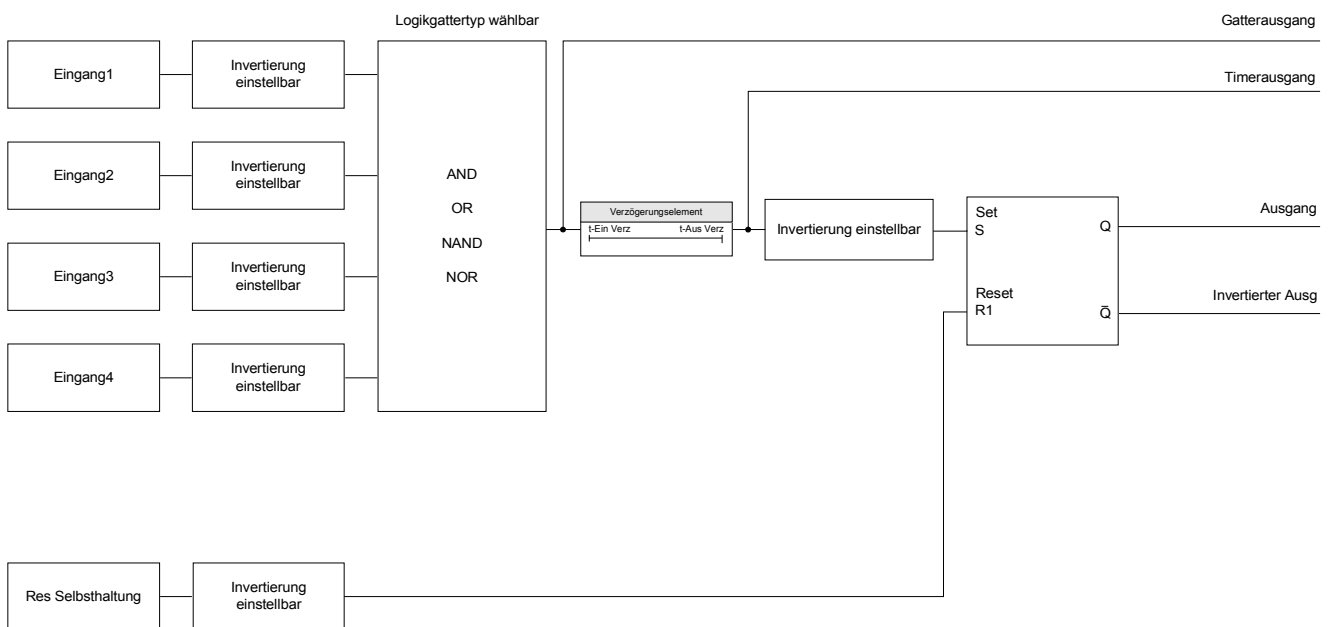 Logikgattertyp wählbar
Gatterausgang
Eingang1
Invertierung
einstellbar
Timerausgang
Eingang2
Invertierung
einstellbar
AND
OR
NAND
NOR
Verzögerungselement
t-Ein Verz
t-Aus Verz
Invertierung einstellbar
Set
S
Q
Ausgang
Eingang3
Invertierung
einstellbar
Reset
R1
Q̅
Invertierter Ausg
Eingang4
Invertierung
einstellbar
Res Selbsthaltung
Invertierung
einstellbar